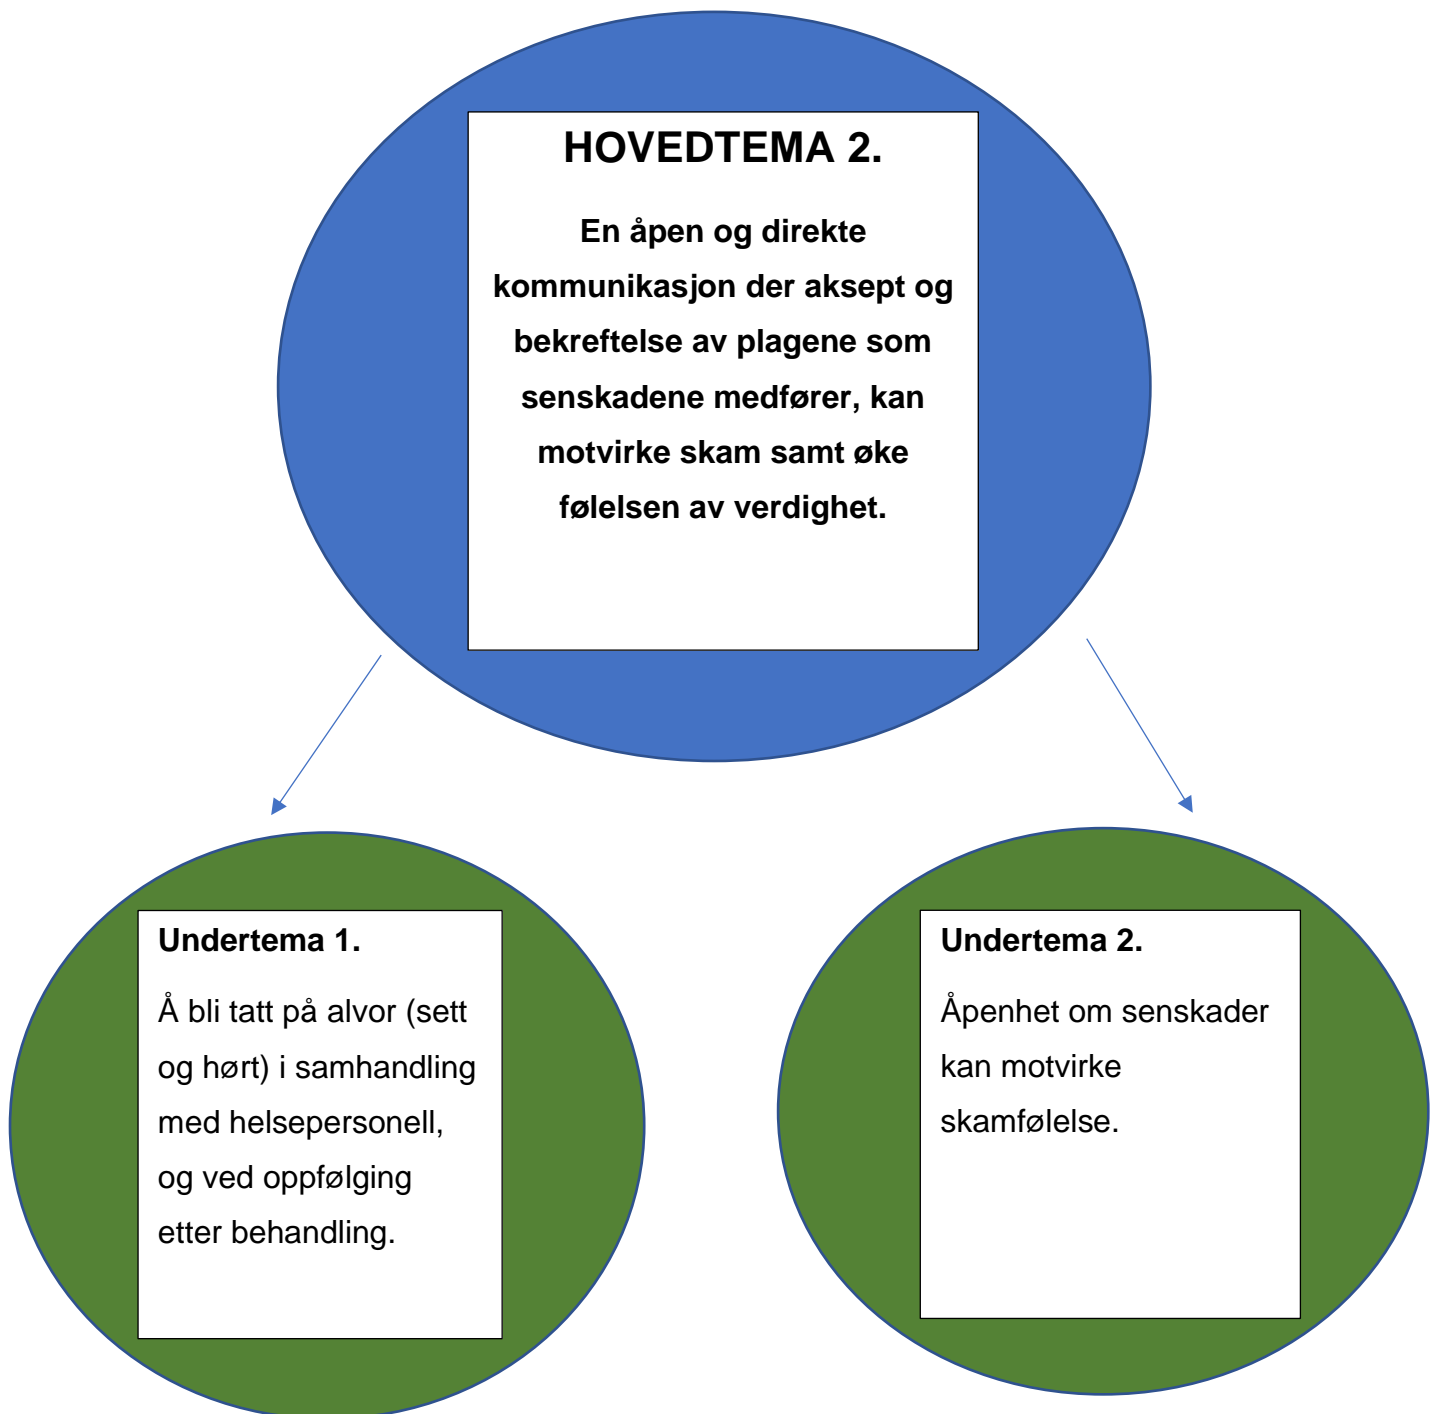 HOVEDTEMA 2.
En åpen og direkte
kommunikasjon der aksept og
bekreftelse av plagene som
senskadene medfører, kan
motvirke skam samt øke
følelsen av verdighet.
Undertema 1.
Å bli tatt på alvor (sett
og hørt) i samhandling
med helsepersonell,
og ved oppfølging
etter behandling.
Undertema 2.
Åpenhet om senskader
kan motvirke
skamfølelse.